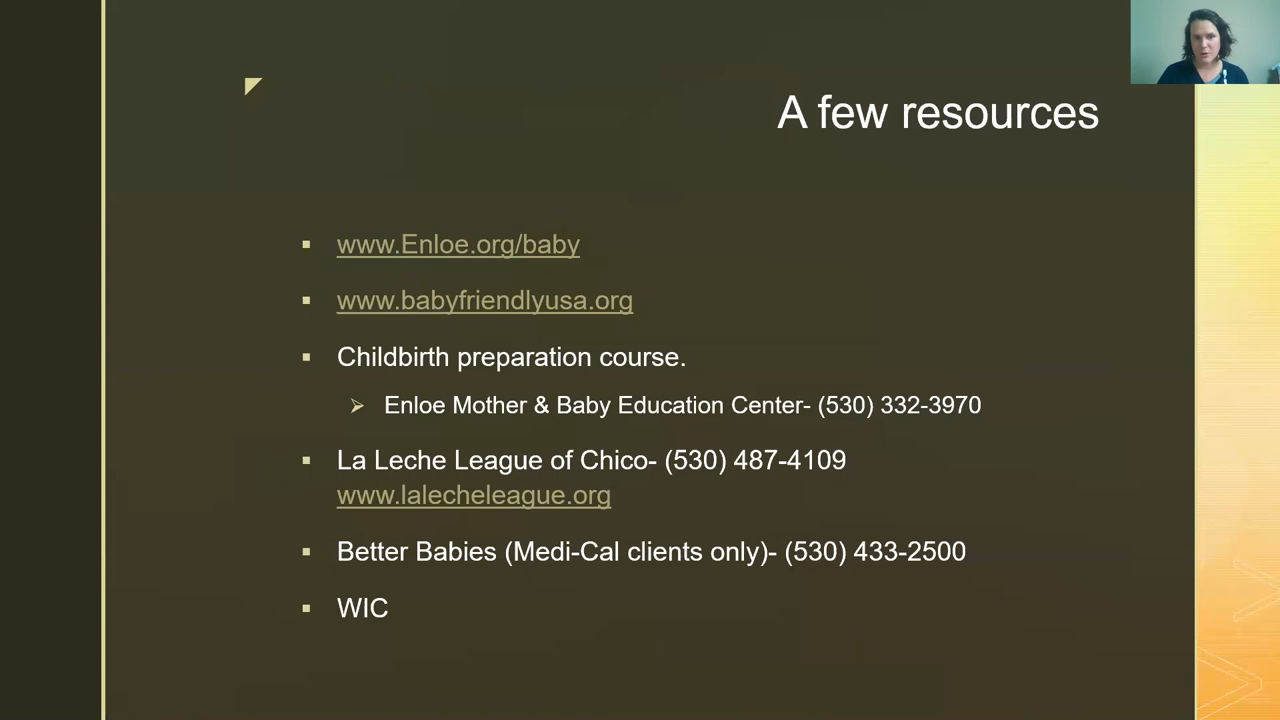 A few resources
www.Enloe.org/baby
www.babyfriendlyusa.org
Childbirth preparation course.
Enloe Mother & Baby Education Center- (530) 332-3970
La Leche League of Chico- (530) 487-4109
www.lalecheleague.org
Better Babies (Medi-Cal clients only)- (530) 433-2500
WIC